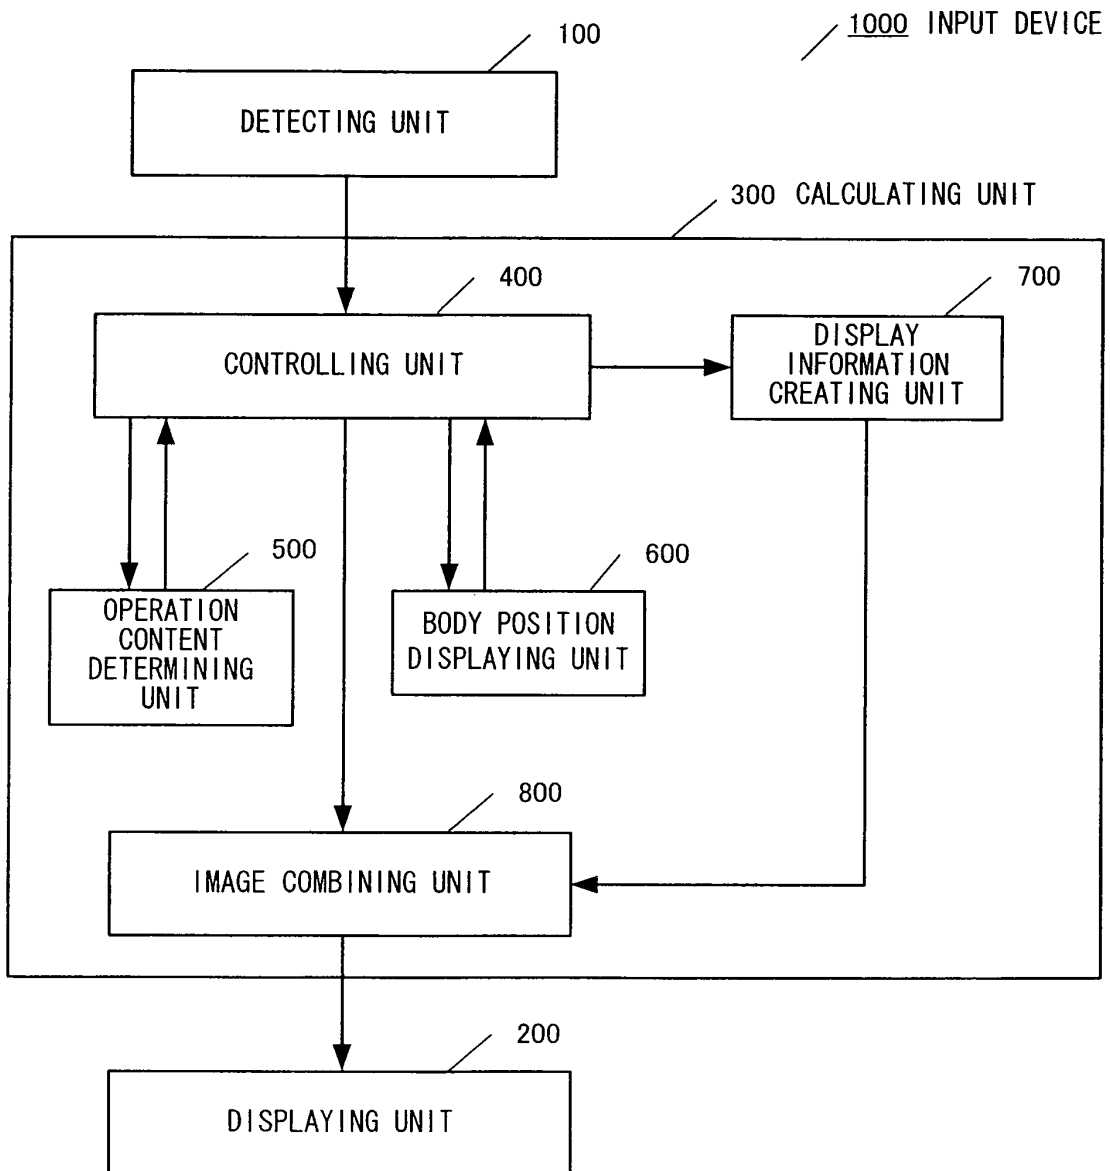 1000 INPUT DEVICE
100
DETECTING UNIT
300 CALCULATING UNIT
400
CONTROLLING UNIT
700
DISPLAY
INFORMATION
CREATING UNIT
500
OPERATION
CONTENT
DETERMINING
UNIT
600
BODY POSITION
DISPLAYING UNIT
800
IMAGE COMBINING UNIT
200
DISPLAYING UNIT